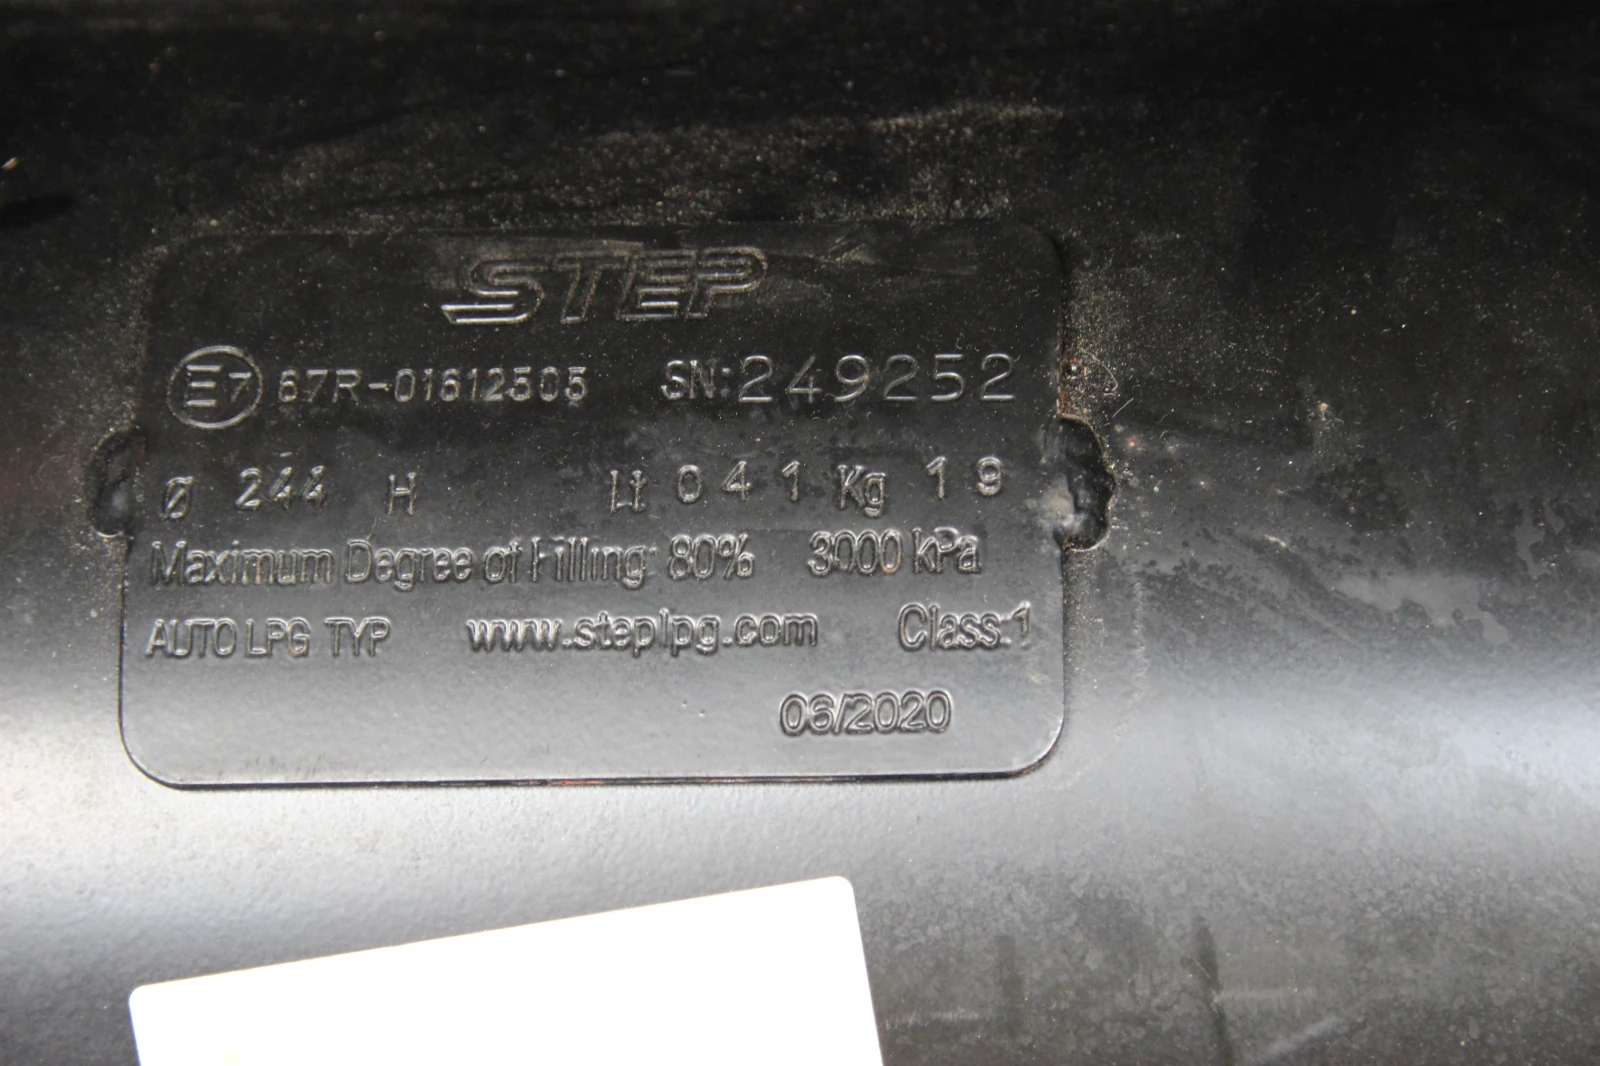 STEP
E7 67R-01612505 SN:249252
Ø 244 H Lt 041 Kg 19
Maximum Degree of Filling: 80% 3000 kPa
AUTO LPG TYP www.steplpg.com Class:1
06/2020